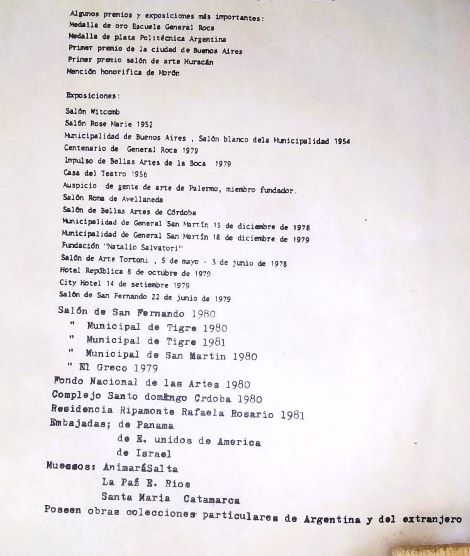 Algunos premios y exposiciones más importantes:
Medalla de oro Escuela General Roca
Medalla de plata Politécnica Argentina
Primer premio de la ciudad de Buenos Aires
Primer premio salón de arte Huracán
Mención honorifica de Morón
Exposiciones:
Salón Witcomb
Salón Rose Marie 1952
Municipalidad de Buenos Aires , Salón blanco dela Municipalidad 1954
Centenario de General Roca 1979
Impulso de Bellas Artes de la Boca 1979
Casa del Teatro 1956
Auspicio de gente de arte de Palermo, miembro fundador.
Salón Roma de Avellaneda
Salón de Bellas Artes de Córdoba
Municipalidad de General San Martín 15 de diciembre de 1978
Municipalidad de General San Martín 18 de diciembre de 1979
Fundación "Natalio Salvatori"
Salón de Arte Tortoni , 5 de mayo - 3 de junio de 1978
Hotel República 8 de octubre de 1979
City Hotel 14 de setiembre 1979
Salón de San Fernando 22 de junio de 1979
Salón de San Fernando 1980
" Municipal de Tigre 1980
" Municipal de Tigre 1981
" Municipal de San Martin 1980
" El Greco 1979
Fondo Nacional de las Artes 1980
Complejo Santo domingo Crdoba 1980
Residencia Ripamonte Rafaela Rosario 1981
Embajadas; de Panama
de E. unidos de America
de Israel
Museos: Animará Salta
La Paz E. Rios
Santa Maria Catamarca
Poseen obras colecciones particulares de Argentina y del extranjero